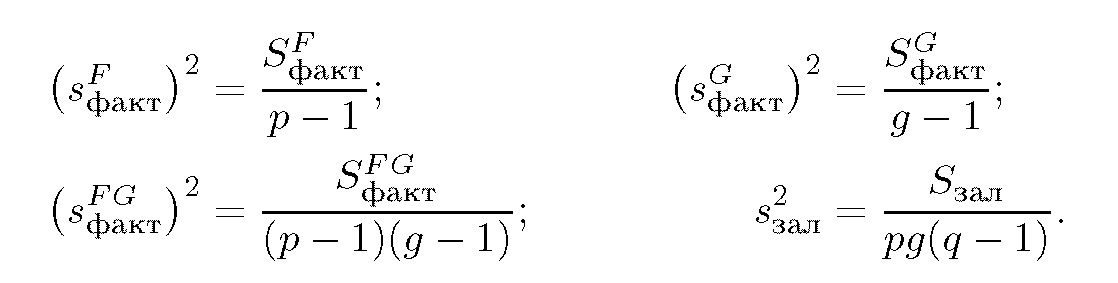 (s^F_факт)^2 = S^F_факт / (p − 1); (s^G_факт)^2 = S^G_факт / (g − 1);
(s^{FG}_факт)^2 = S^{FG}_факт / ((p − 1)(g − 1)); s^2_зал = S_зал / (pg(q − 1)).